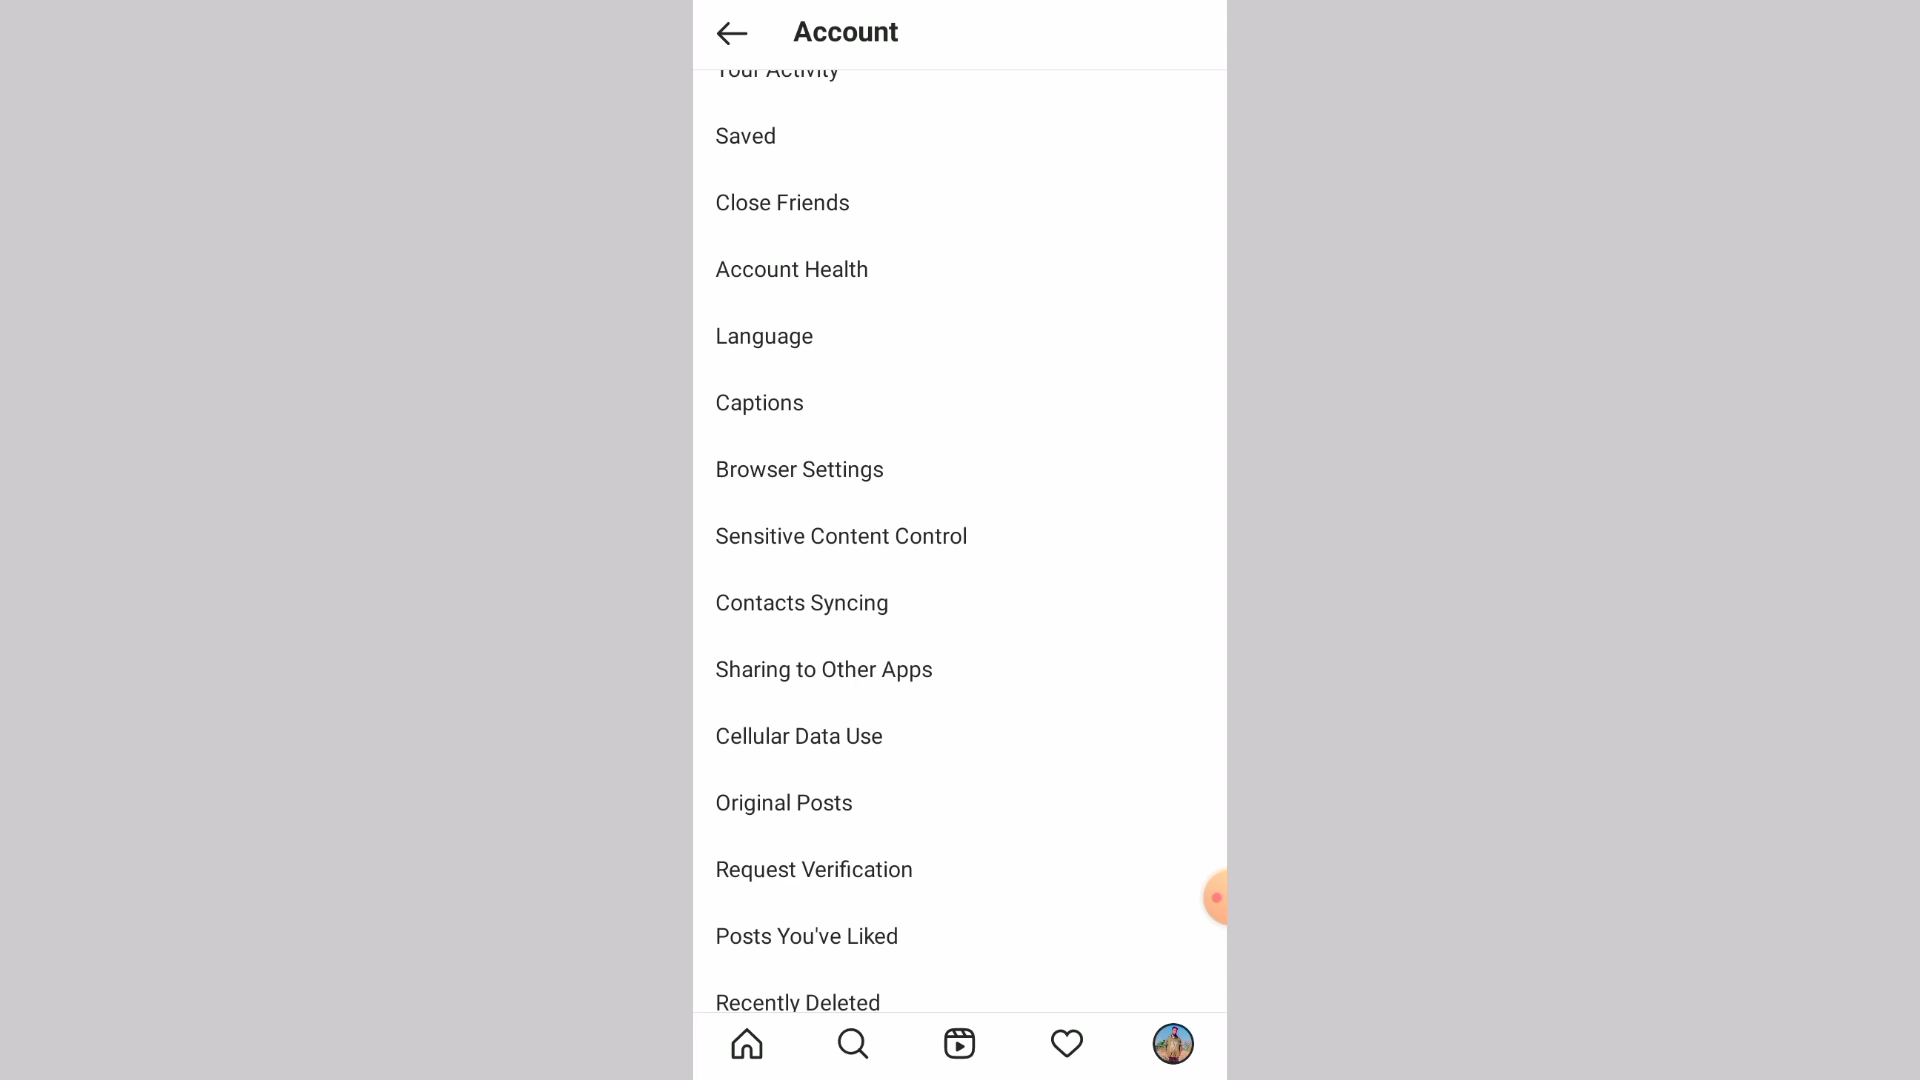 Account
Your Activity
Saved
Close Friends
Account Health
Language
Captions
Browser Settings
Sensitive Content Control
Contacts Syncing
Sharing to Other Apps
Cellular Data Use
Original Posts
Request Verification
Posts You've Liked
Recently Deleted